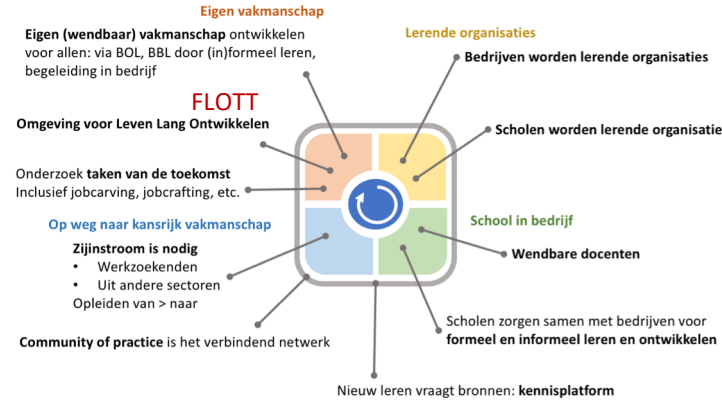 Eigen vakmanschap
Eigen (wendbaar) vakmanschap ontwikkelen
voor allen: via BOL, BBL door (in)formeel leren,
begeleiding in bedrijf
Lerende organisaties
Bedrijven worden lerende organisaties
FLOTT
Omgeving voor Leven Lang Ontwikkelen
Scholen worden lerende organisatie
Onderzoek taken van de toekomst
Inclusief jobcarving, jobcrafting, etc.
Op weg naar kansrijk vakmanschap
Zijinstroom is nodig
• Werkzoekenden
• Uit andere sectoren
Opleiden van > naar
School in bedrijf
Wendbare docenten
Community of practice is het verbindend netwerk
Scholen zorgen samen met bedrijven voor
formeel en informeel leren en ontwikkelen
Nieuw leren vraagt bronnen: kennisplatform